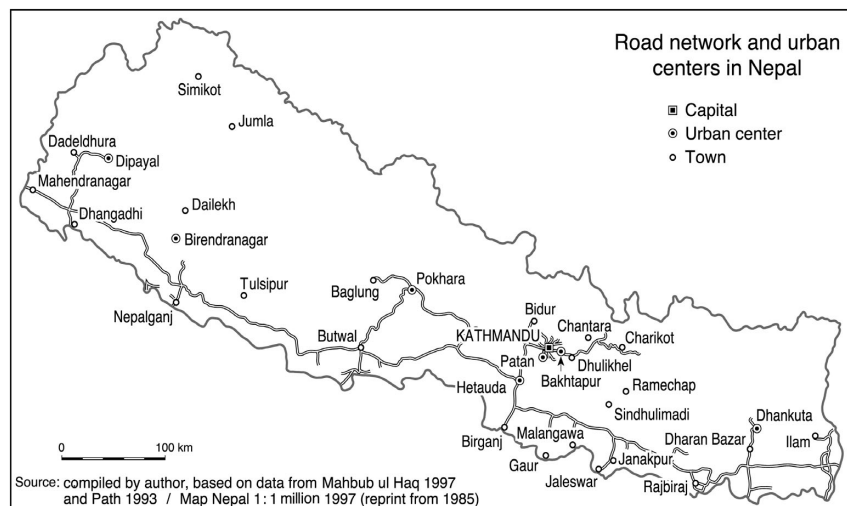 Road network and urban
centers in Nepal
Capital
Urban center
Town
Simikot
Jumla
Dadeldhura
Dipayal
Mahendranagar
Dailekh
Dhangadhi
Birendranagar
Tulsipur
Nepalganj
Baglung
Pokhara
Butwal
Bidur
KATHMANDU
Chantara
Charikot
Patan
Dhulikhel
Bakhtapur
Hetauda
Ramechap
Sindhulimadi
Birganj
Malangawa
Dhankuta
Dharan Bazar
Ilam
Gaur
Janakpur
Jaleswar
Rajbiraj
0 100 km
Source: compiled by author, based on data from Mahbub ul Haq 1997
and Path 1993 / Map Nepal 1:1 million 1997 (reprint from 1985)